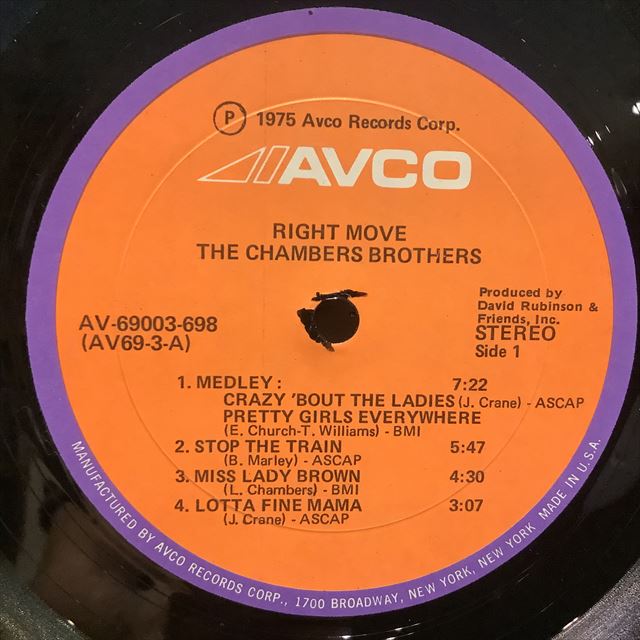 Ⓟ 1975 Avco Records Corp.
AVCO
RIGHT MOVE
THE CHAMBERS BROTHERS
AV-69003-698
(AV69-3-A)
Produced by
David Rubinson &
Friends, Inc.
STEREO
Side 1
1. MEDLEY: 7:22
CRAZY 'BOUT THE LADIES (J. Crane) - ASCAP
PRETTY GIRLS EVERYWHERE
(E. Church-T. Williams) - BMI
2. STOP THE TRAIN 5:47
(B. Marley) - ASCAP
3. MISS LADY BROWN 4:30
(L. Chambers) - BMI
4. LOTTA FINE MAMA 3:07
(J. Crane) - ASCAP
MANUFACTURED BY AVCO RECORDS CORP., 1700 BROADWAY, NEW YORK, NEW YORK MADE IN U.S.A.